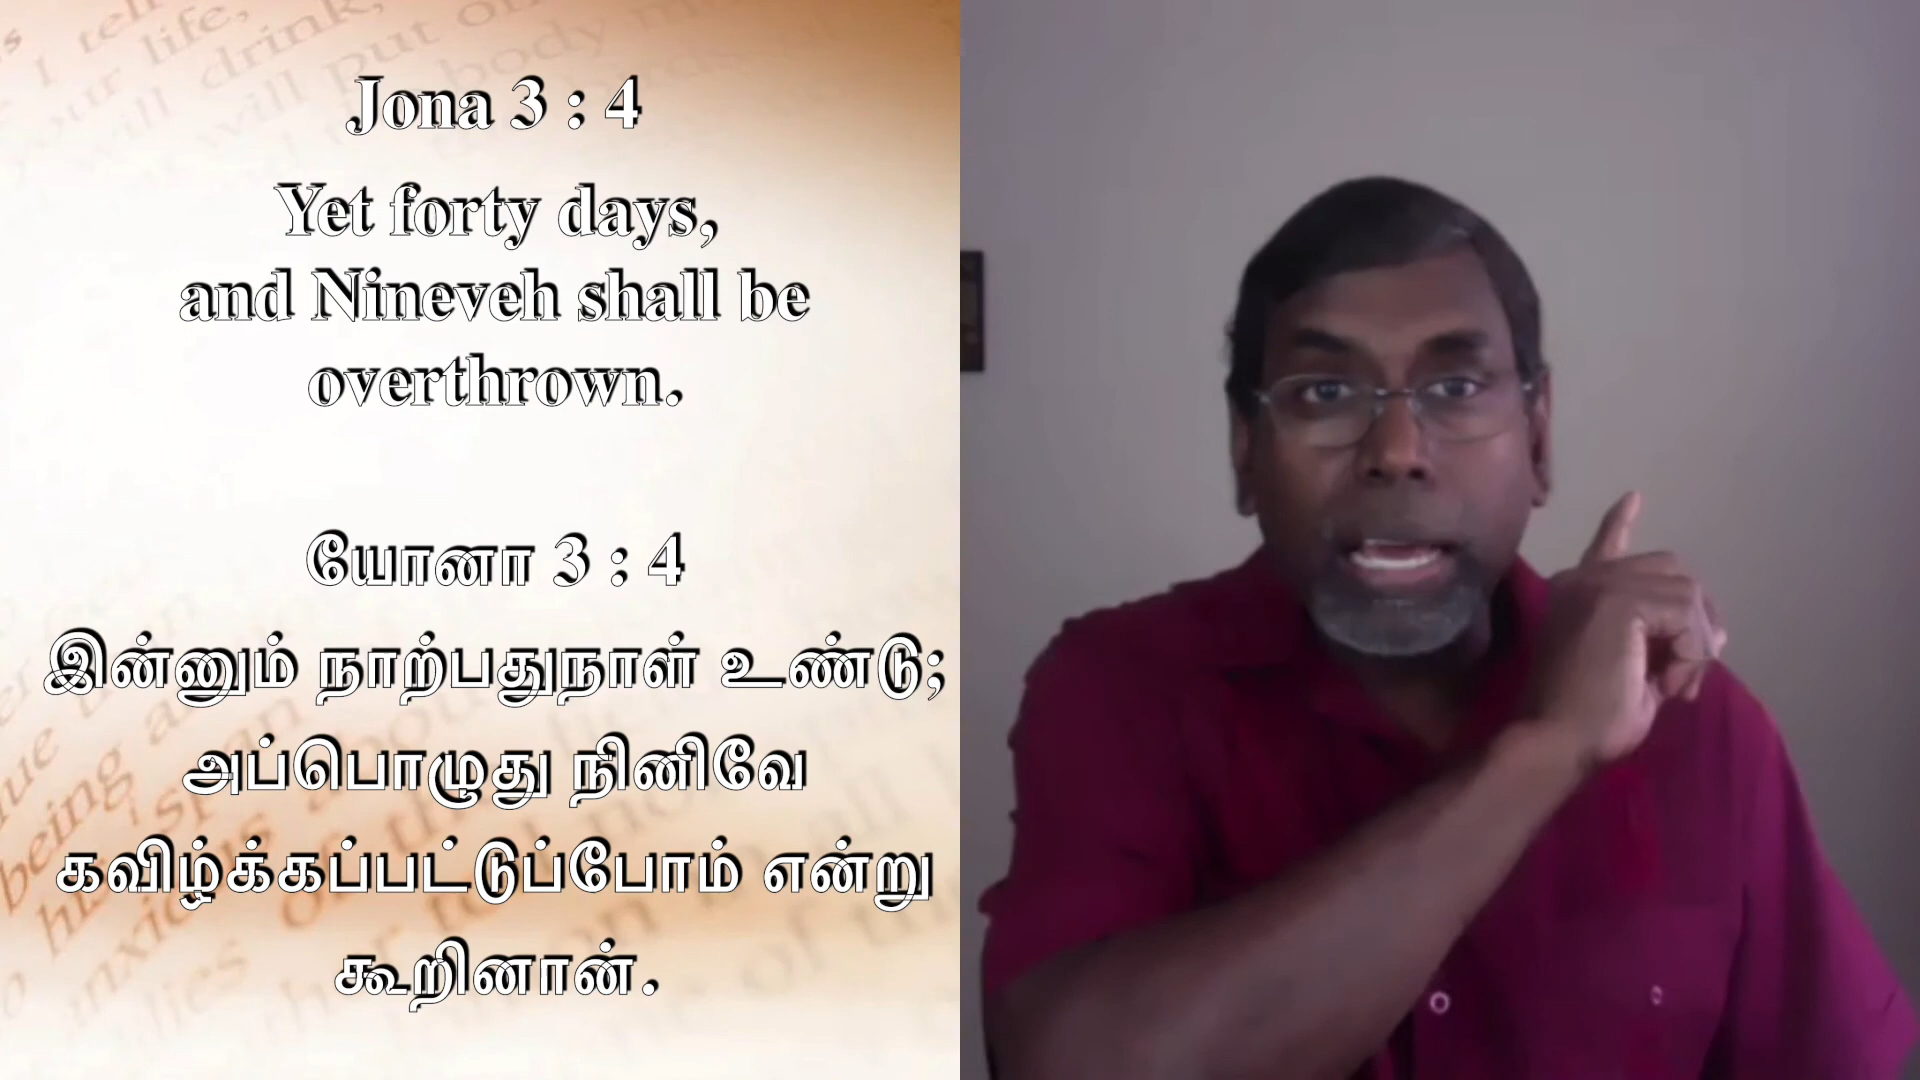 Jona 3 : 4
Yet forty days,
and Nineveh shall be
overthrown.
யோனா 3 : 4
இன்னும் நாற்பதுநாள் உண்டு;
அப்பொழுது நினிவே
கவிழ்க்கப்பட்டுப்போம் என்று
கூறினான்.